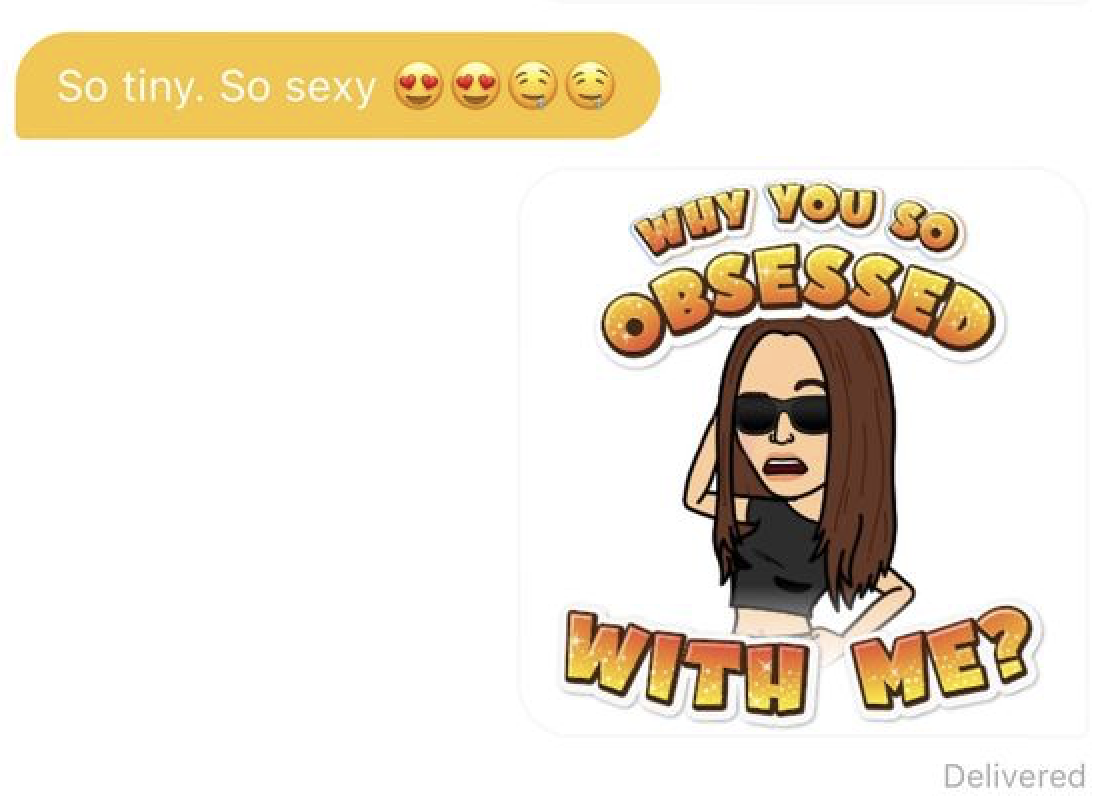 So tiny. So sexy 😍😍🤤🤤
WHY YOU SO
OBSESSED
WITH ME?
Delivered